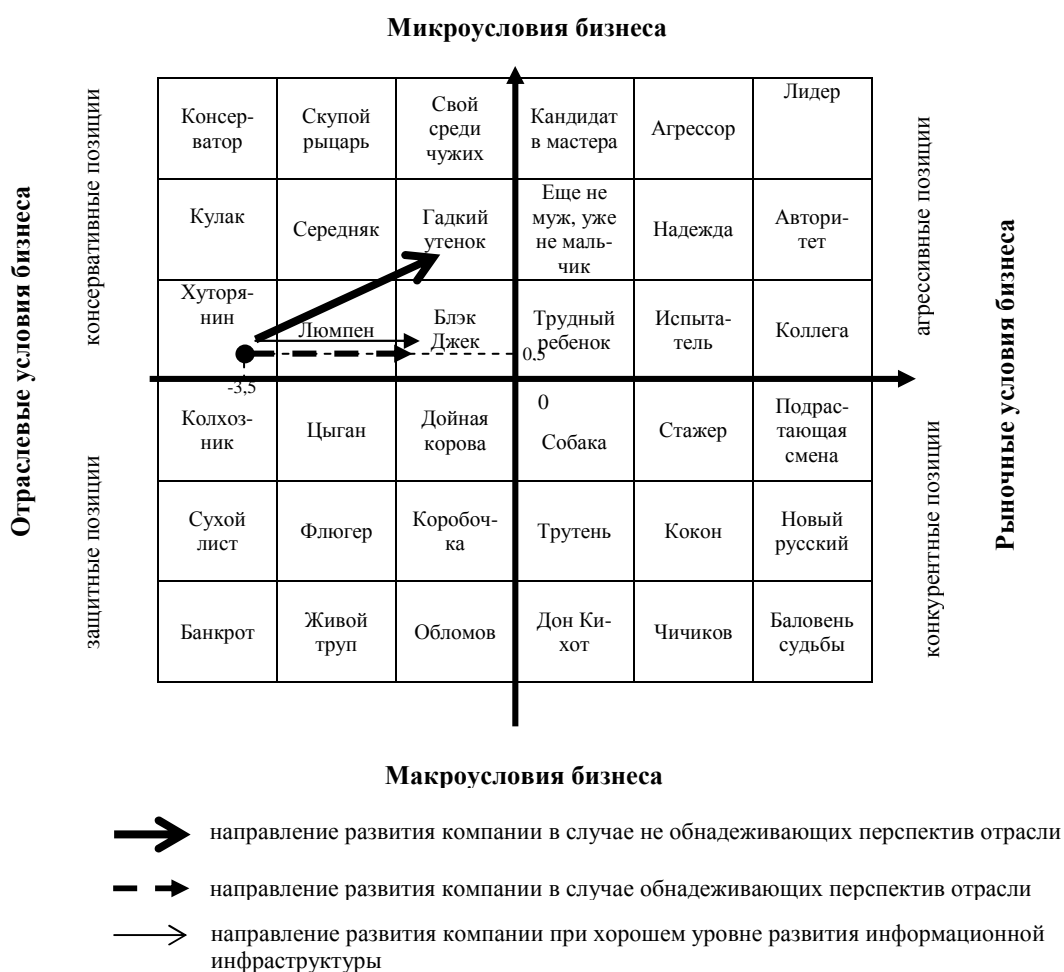 Микроусловия бизнеса
Отраслевые условия бизнеса
консервативные позиции
защитные позиции
Консер-
ватор
Скупой
рыцарь
Свой
среди
чужих
Кандидат
в мастера
Агрессор
Лидер
Кулак
Середняк
Гадкий
утенок
Еще не
муж, уже
не маль-
чик
Надежда
Автори-
тет
Хуторя-
нин
Люмпен
Блэк
Джек
Трудный
ребенок
Испыта-
тель
Коллега
0,5
-3,5
0
Колхоз-
ник
Цыган
Дойная
корова
Собака
Стажер
Подрас-
тающая
смена
Сухой
лист
Флюгер
Коробоч-
ка
Трутень
Кокон
Новый
русский
Банкрот
Живой
труп
Обломов
Дон Ки-
хот
Чичиков
Баловень
судьбы
агрессивные позиции
конкурентные позиции
Рыночные условия бизнеса
Макроусловия бизнеса
направление развития компании в случае не обнадеживающих перспектив отрасли
направление развития компании в случае обнадеживающих перспектив отрасли
направление развития компании при хорошем уровне развития информационной
инфраструктуры